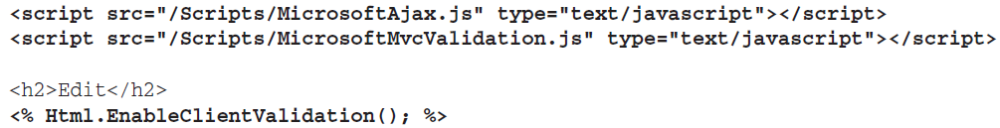 <script src="/Scripts/MicrosoftAjax.js" type="text/javascript"></script>
<script src="/Scripts/MicrosoftMvcValidation.js" type="text/javascript"></script>
<h2>Edit</h2>
<% Html.EnableClientValidation(); %>